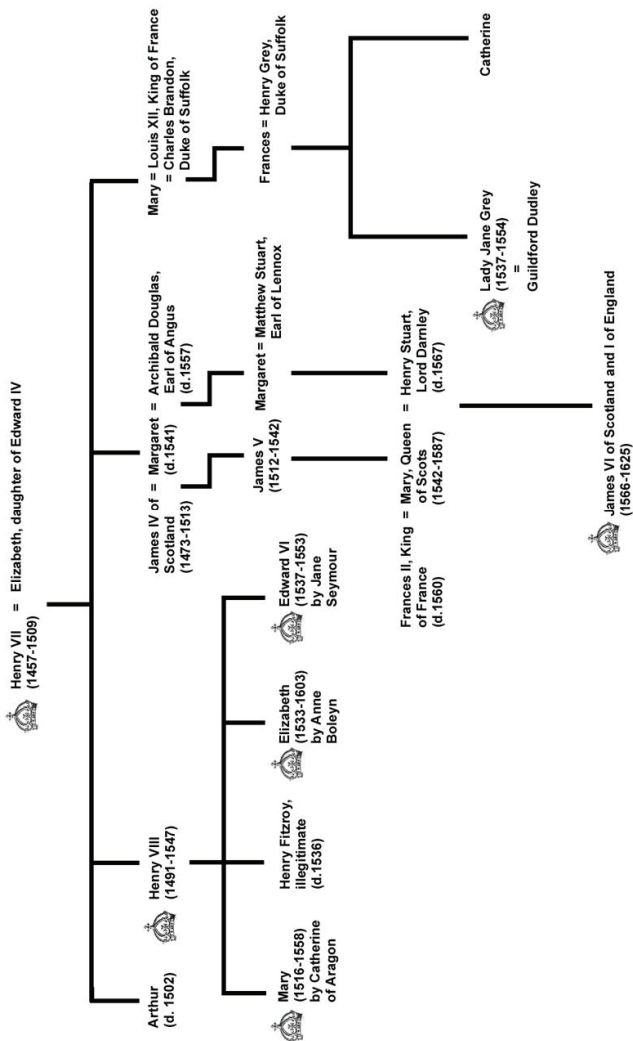 Henry VII = Elizabeth, daughter of Edward IV
(1457-1509)
Arthur
(d. 1502)
Henry VIII
(1491-1547)
James IV of = Margaret = Archibald Douglas,
Scotland (d.1541) Earl of Angus
(1473-1513) (d.1557)
Mary = Louis XII, King of France
= Charles Brandon,
Duke of Suffolk
Mary
(1516-1558)
by Catherine
of Aragon
Henry Fitzroy,
illegitimate
(d.1536)
Elizabeth
(1533-1603)
by Anne
Boleyn
Edward VI
(1537-1553)
by Jane
Seymour
James V
(1512-1542)
Margaret = Matthew Stuart,
Earl of Lennox
Frances = Henry Grey,
Duke of Suffolk
Frances II, King = Mary, Queen = Henry Stuart,
of France of Scots Lord Darnley
(d.1560) (1542-1587) (d.1567)
Lady Jane Grey
(1537-1554)
=
Guildford Dudley
Catherine
James VI of Scotland and I of England
(1566-1625)